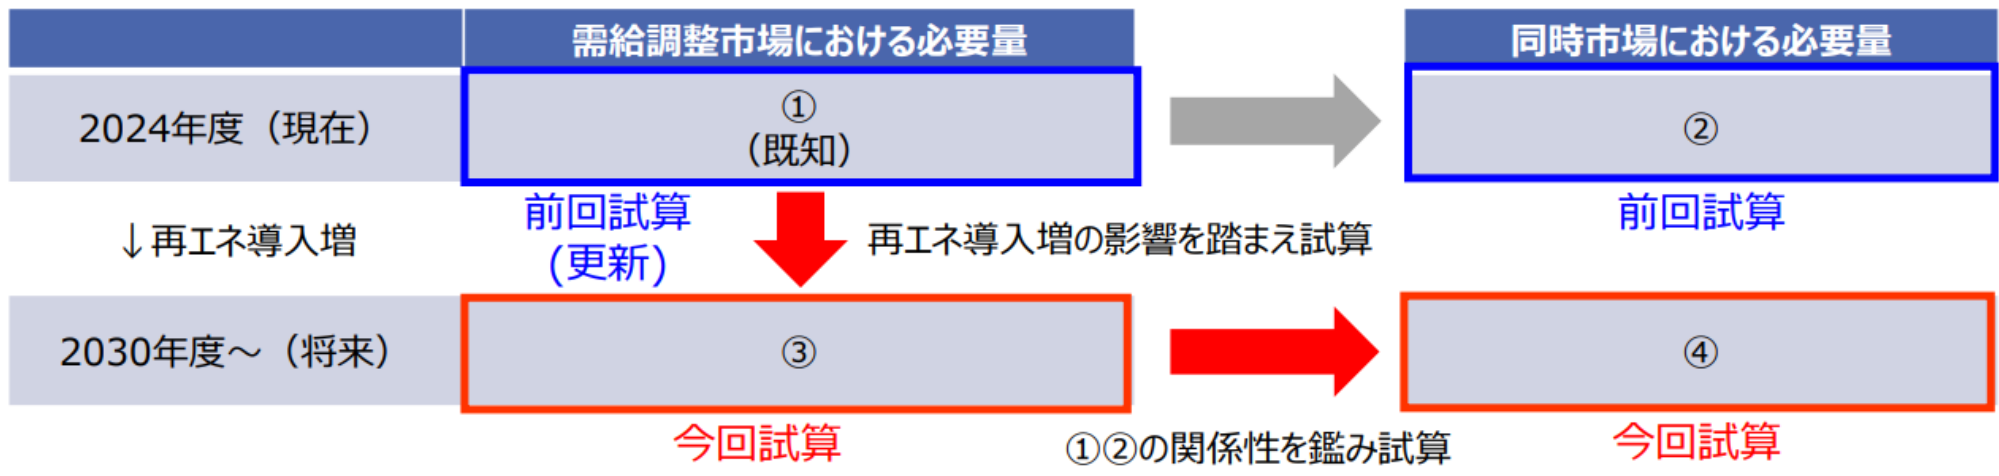 需給調整市場における必要量
同時市場における必要量
2024年度（現在）
①
（既知）
②
前回試算
(更新)
前回試算
↓再エネ導入増
再エネ導入増の影響を踏まえ試算
2030年度～（将来）
③
④
今回試算
①②の関係性を鑑み試算
今回試算